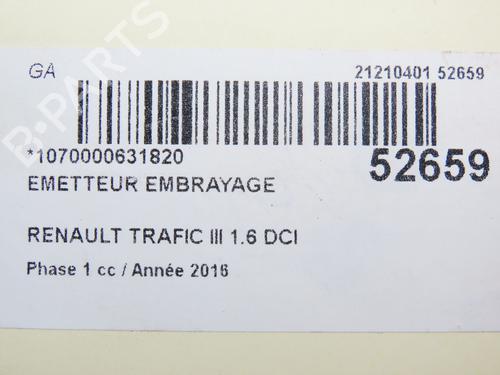 GA
21210401 52659
*1070000631820
52659
EMETTEUR EMBRAYAGE
RENAULT TRAFIC III 1.6 DCI
Phase 1 cc / Année 2016
B-PARTS